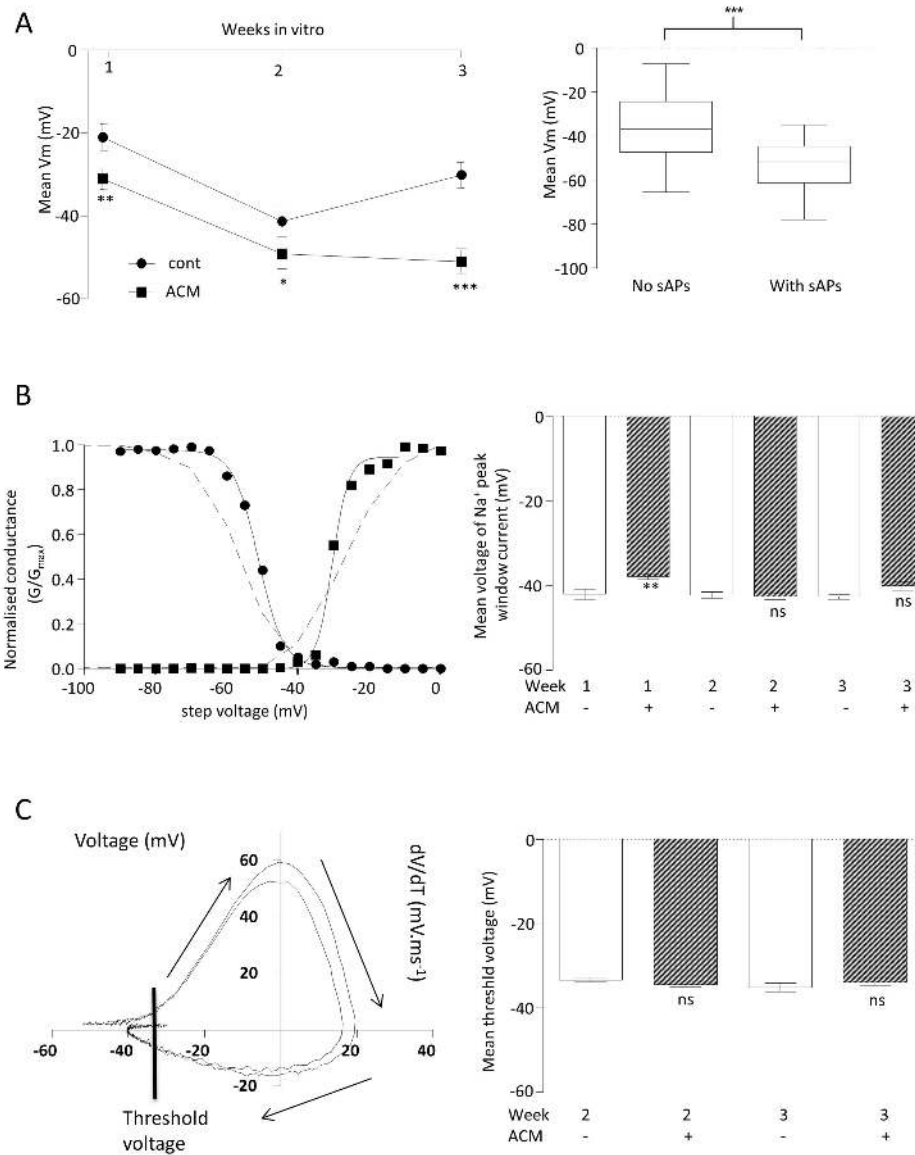 A
Weeks in vitro
0
1
2
3
-20
-40
-60
Mean Vm (mV)
**
*
***
cont
ACM
***
0
-20
-40
-60
-80
-100
Mean Vm (mV)
No sAPs
With sAPs
B
Normalised conductance
(G/Gmax)
1.0
0.8
0.6
0.4
0.2
0.0
-100
-80
-60
-40
-20
0
step voltage (mV)
Mean voltage of Na+ peak
window current (mV)
0
-20
-40
-60
**
ns
ns
Week 1 1 2 2 3 3
ACM - + - + - +
C
Voltage (mV)
dV/dT (mV.ms-1)
60
40
20
-20
-60
-40
-20
0
20
40
Threshold
voltage
Mean threshld voltage (mV)
0
-20
-40
-60
ns
ns
Week 2 2 3 3
ACM - + - +